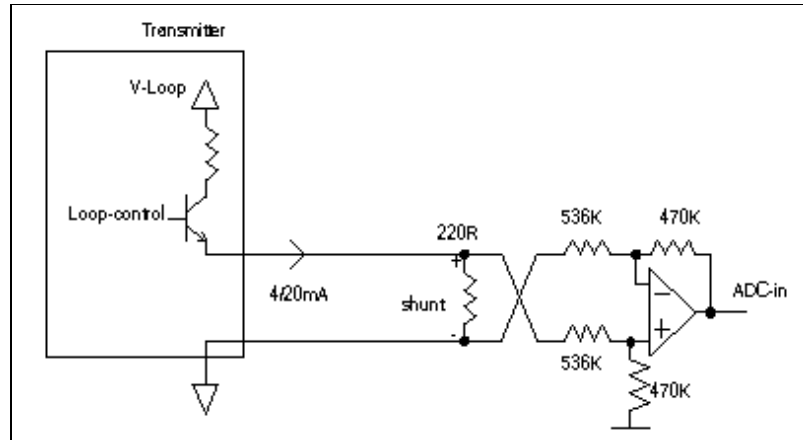 Transmitter
V-Loop
Loop-control
4/20mA
220R
+
shunt
-
536K
470K
−
+
ADC-in
536K
470K